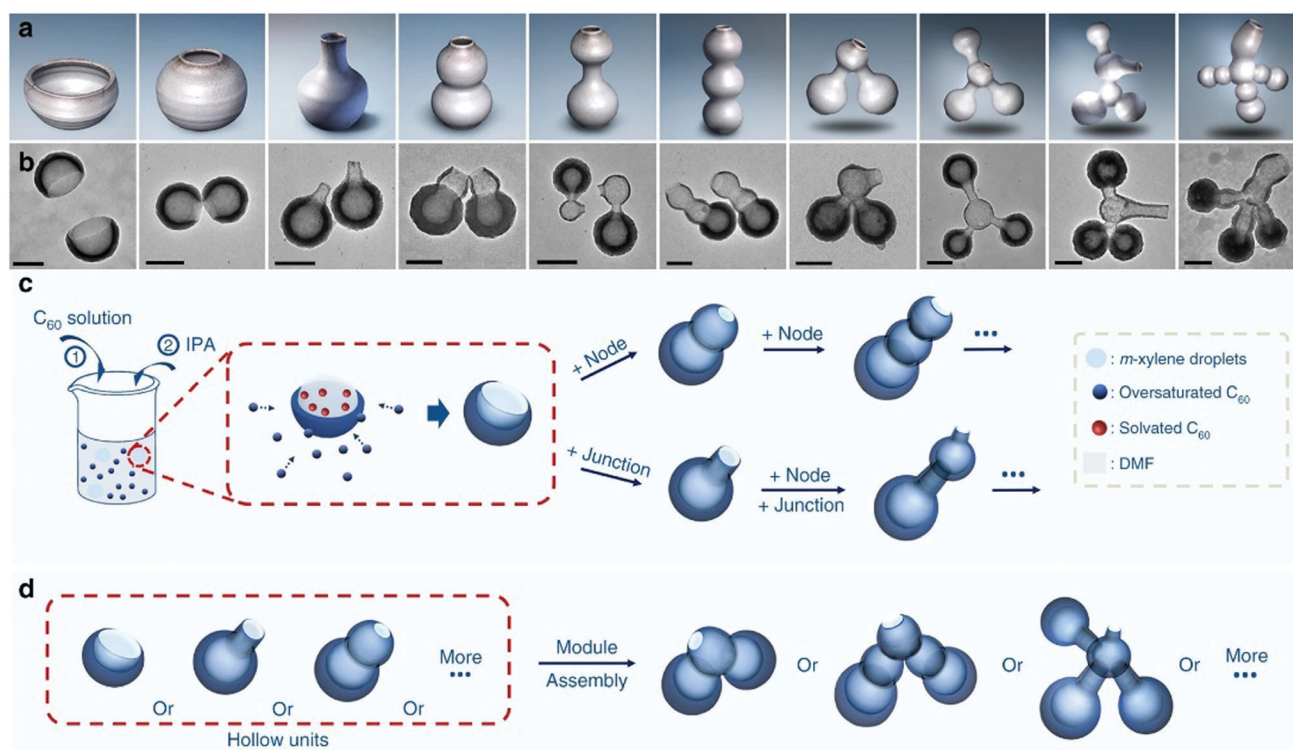 a
b
c
C60 solution
① ② IPA
+ Node
+ Node
...
+ Junction
+ Node
+ Junction
...
: m-xylene droplets
: Oversaturated C60
: Solvated C60
: DMF
d
Or
Or
Or
More
...
Hollow units
Module
Assembly
Or
Or
Or
More
...